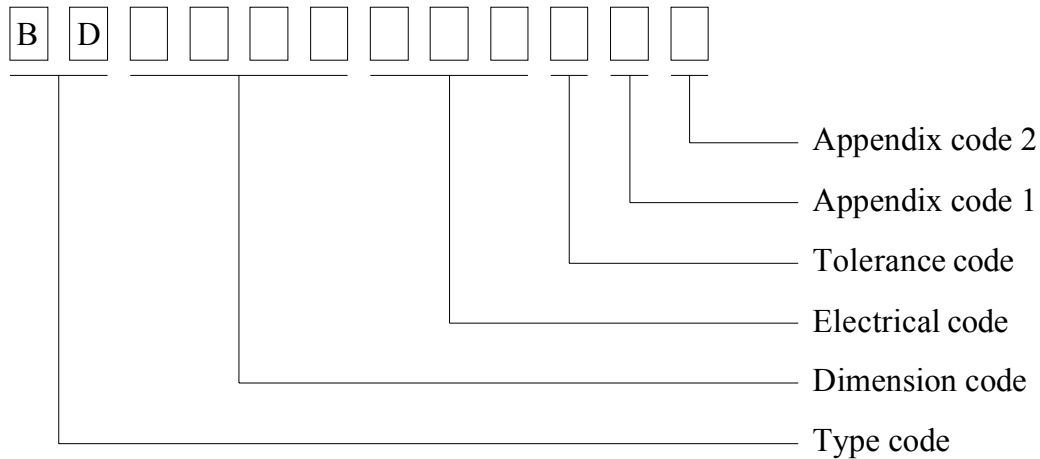 B D
Appendix code 2
Appendix code 1
Tolerance code
Electrical code
Dimension code
Type code